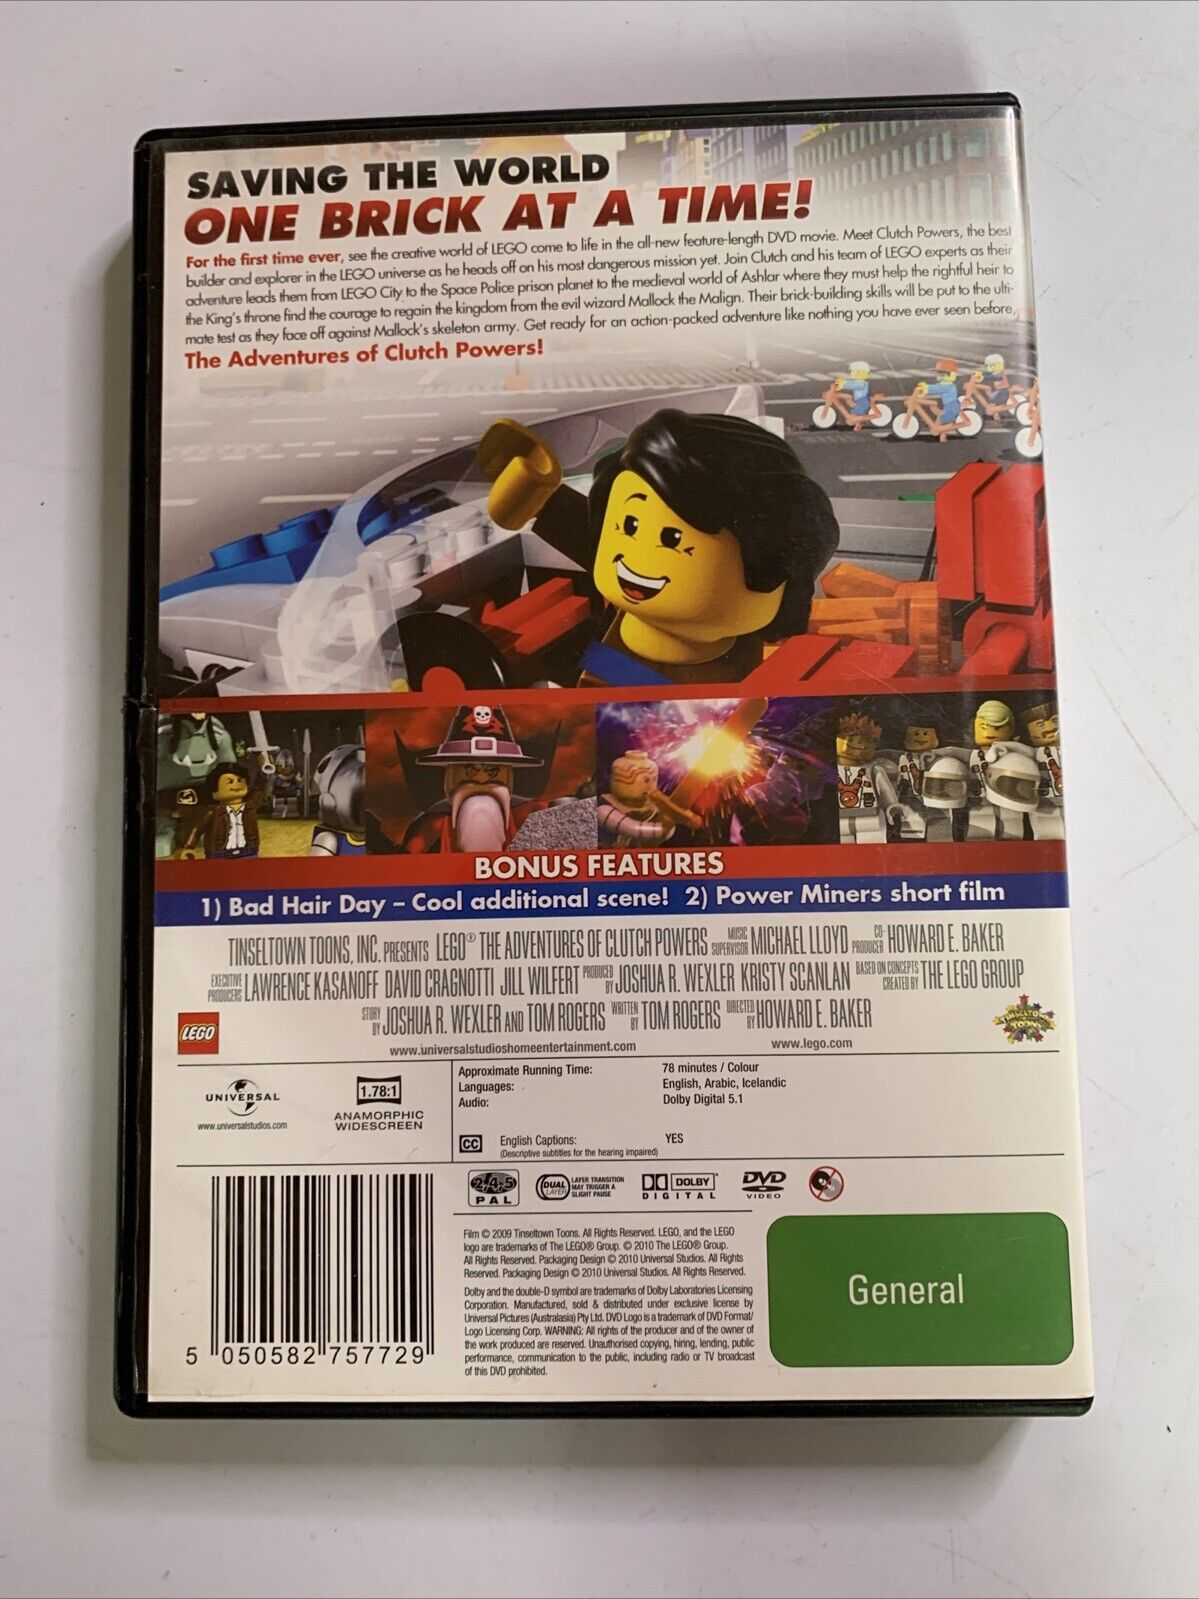 SAVING THE WORLD
ONE BRICK AT A TIME!
For the first time ever, see the creative world of LEGO come to life in the all-new feature-length DVD movie. Meet Clutch Powers, the best
builder and explorer in the LEGO universe as he heads off on his most dangerous mission yet. Join Clutch and his team of LEGO experts as their
adventure leads them from LEGO City to the Space Police prison planet to the medieval world of Ashlar where they must help the rightful heir to
the King's throne find the courage to regain the kingdom from the evil wizard Mallock the Malign. Their brick-building skills will be put to the ulti-
mate test as they face off against Mallock's skeleton army. Get ready for an action-packed adventure like nothing you have ever seen before,
The Adventures of Clutch Powers!
BONUS FEATURES
1) Bad Hair Day – Cool additional scene! 2) Power Miners short film
TINSELTOWN TOONS, INC. PRESENTS LEGO® THE ADVENTURES OF CLUTCH POWERS MUSIC SUPERVISOR MICHAEL LLOYD CO-PRODUCER HOWARD E. BAKER
EXECUTIVE PRODUCERS LAWRENCE KASANOFF DAVID CRAGNOTTI JILL WILFERT PRODUCED BY JOSHUA R. WEXLER KRISTY SCANLAN BASED ON CONCEPTS CREATED BY THE LEGO GROUP
STORY BY JOSHUA R. WEXLER AND TOM ROGERS WRITTEN BY TOM ROGERS DIRECTED BY HOWARD E. BAKER
LEGO
TINSELTOWN TOONS
www.universalstudioshomeentertainment.com www.lego.com
UNIVERSAL
www.universalstudios.com
1.78:1
ANAMORPHIC
WIDESCREEN
Approximate Running Time: 78 minutes / Colour
Languages: English, Arabic, Icelandic
Audio: Dolby Digital 5.1
CC English Captions: YES
(Descriptive subtitles for the hearing impaired)
2,4,5
PAL
DUAL LAYER
LAYER TRANSITION
MAY TRIGGER A
SLIGHT PAUSE
DOLBY
DIGITAL
DVD
VIDEO
Film © 2009 Tinseltown Toons. All Rights Reserved. LEGO, and the LEGO
logo are trademarks of The LEGO® Group. © 2010 The LEGO® Group.
All Rights Reserved. Packaging Design © 2010 Universal Studios. All Rights
Reserved. Packaging Design © 2010 Universal Studios. All Rights Reserved.
Dolby and the double-D symbol are trademarks of Dolby Laboratories Licensing
Corporation. Manufactured, sold & distributed under exclusive license by
Universal Pictures (Australasia) Pty Ltd. DVD Logo is a trademark of DVD Format/
Logo Licensing Corp. WARNING: All rights of the producer and of the owner of
the work produced are reserved. Unauthorised copying, hiring, lending, public
performance, communication to the public, including radio or TV broadcast
of this DVD prohibited.
General
5 050582 757729